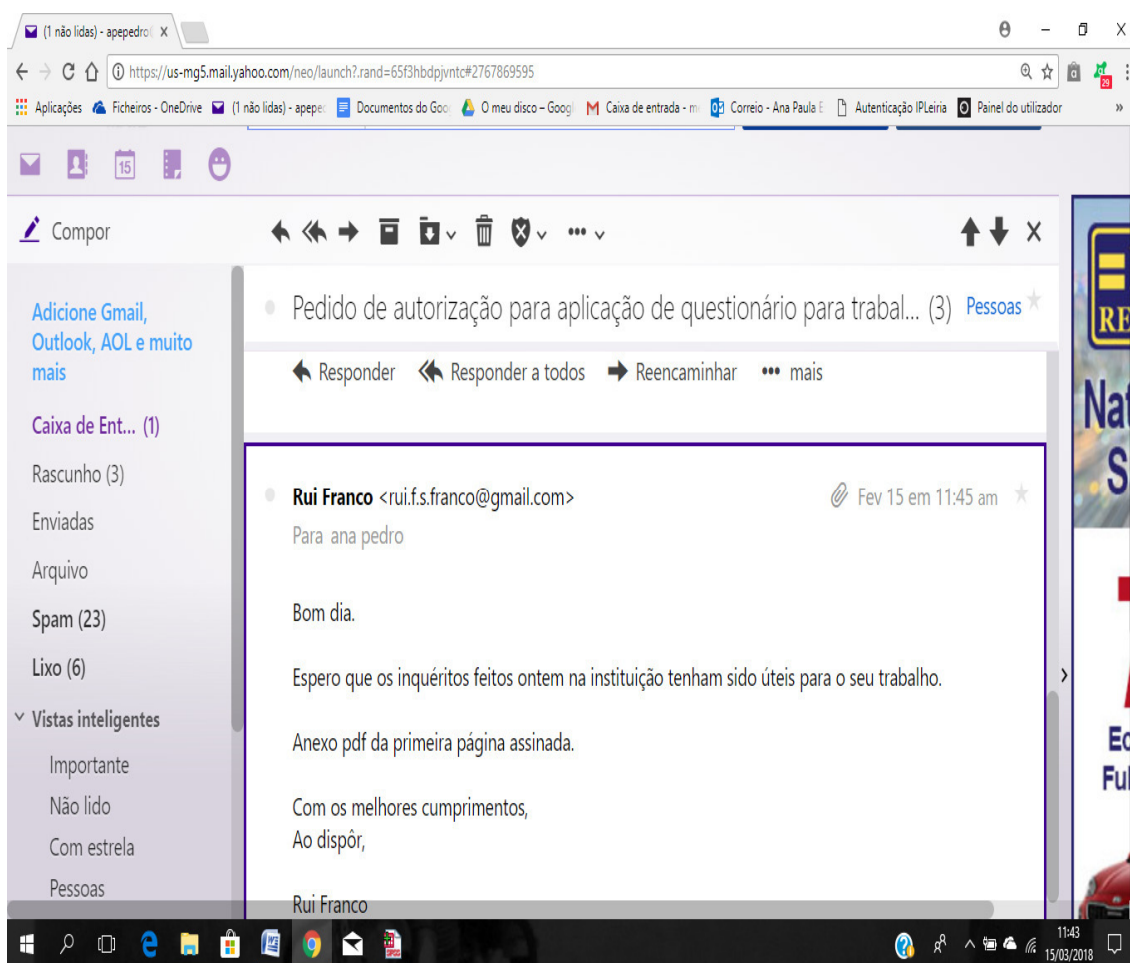 (1 não lidas) - apepedro
https://us-mg5.mail.yahoo.com/neo/launch?.rand=65f3hbdpjvntc#2767869595
29
Aplicações Ficheiros - OneDrive (1 não lidas) - apepe Documentos do Goo O meu disco – Goog Caixa de entrada - m Correio - Ana Paula Autenticação IPLeiria Painel do utilizador »
15
Compor
Adicione Gmail,
Outlook, AOL e muito
mais
Caixa de Ent... (1)
Rascunho (3)
Enviadas
Arquivo
Spam (23)
Lixo (6)
Vistas inteligentes
Importante
Não lido
Com estrela
Pessoas
Pedido de autorização para aplicação de questionário para trabal... (3) Pessoas
Responder Responder a todos Reencaminhar ••• mais
Rui Franco <rui.f.s.franco@gmail.com> Fev 15 em 11:45 am
Para ana pedro
Bom dia.
Espero que os inquéritos feitos ontem na instituição tenham sido úteis para o seu trabalho.
Anexo pdf da primeira página assinada.
Com os melhores cumprimentos,
Ao dispôr,
Rui Franco
RE
Nat
S
Ec
Ful
11:43
15/03/2018